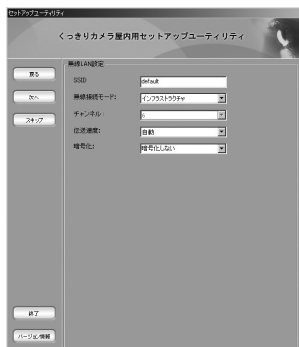 セットアップユーティリティ
くっきりカメラ屋内用セットアップユーティリティ
無線LAN設定
戻る
SSID
default
次へ
無線接続モード:
インフラストラクチャ
スキップ
チャンネル:
6
伝送速度:
自動
暗号化:
暗号化しない
終了
バージョン情報